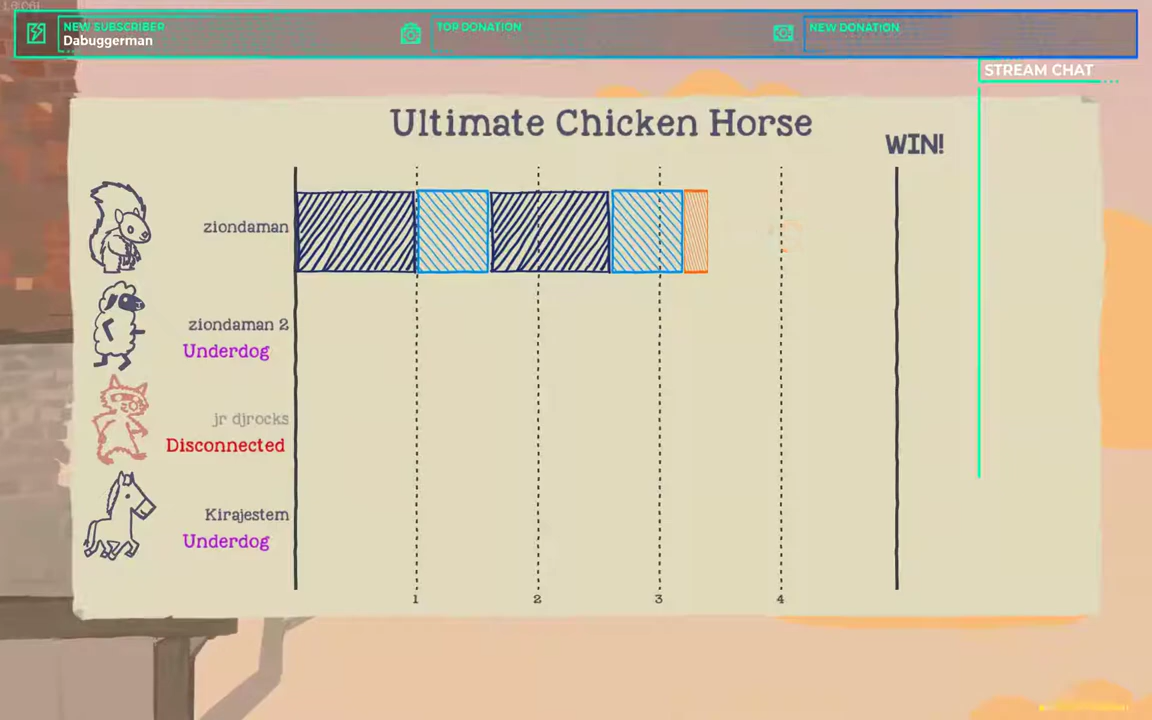 NEW SUBSCRIBER
Dabuggerman
TOP DONATION
NEW DONATION
STREAM CHAT
Ultimate Chicken Horse
WIN!
ziondaman
ziondaman 2
Underdog
jr djrocks
Disconnected
Kirajestem
Underdog
1
2
3
4